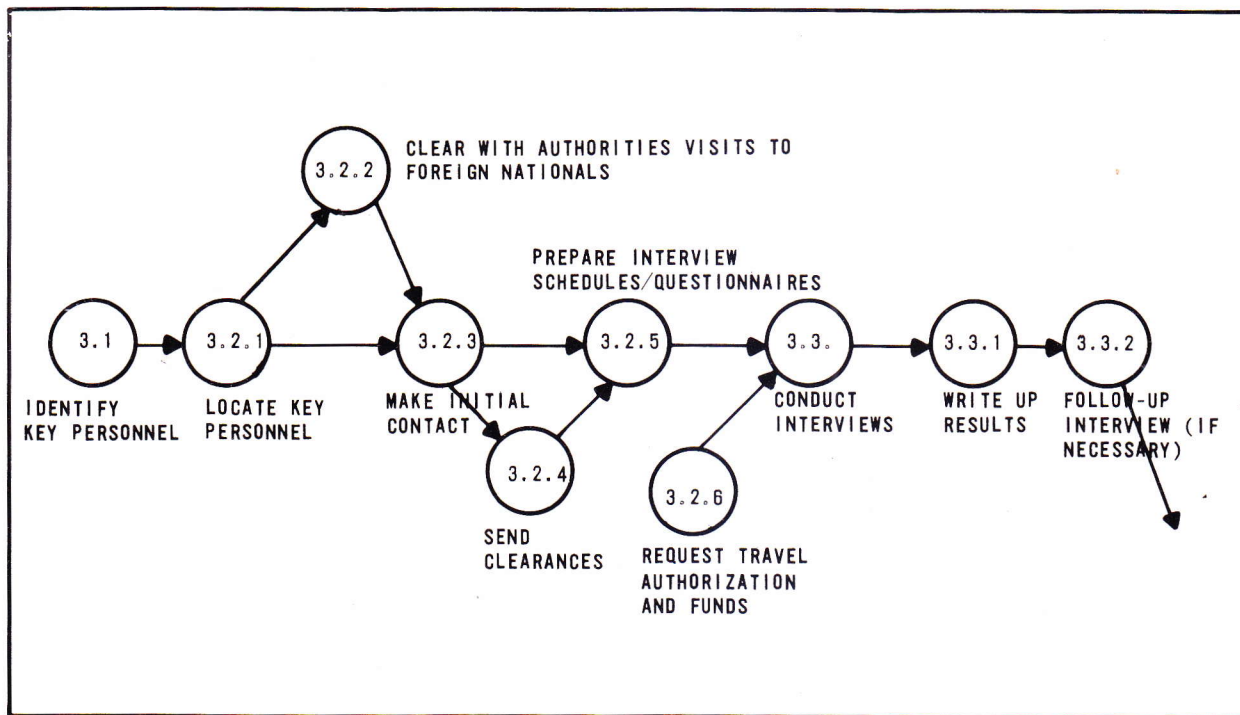 CLEAR WITH AUTHORITIES VISITS TO
FOREIGN NATIONALS
3.2.2
PREPARE INTERVIEW
SCHEDULES/QUESTIONNAIRES
3.1
3.2.1
3.2.3
3.2.5
3.3.
3.3.1
3.3.2
IDENTIFY
KEY PERSONNEL
LOCATE KEY
PERSONNEL
MAKE INITIAL
CONTACT
CONDUCT
INTERVIEWS
WRITE UP
RESULTS
FOLLOW-UP
INTERVIEW (IF
NECESSARY)
3.2.4
SEND
CLEARANCES
3.2.6
REQUEST TRAVEL
AUTHORIZATION
AND FUNDS